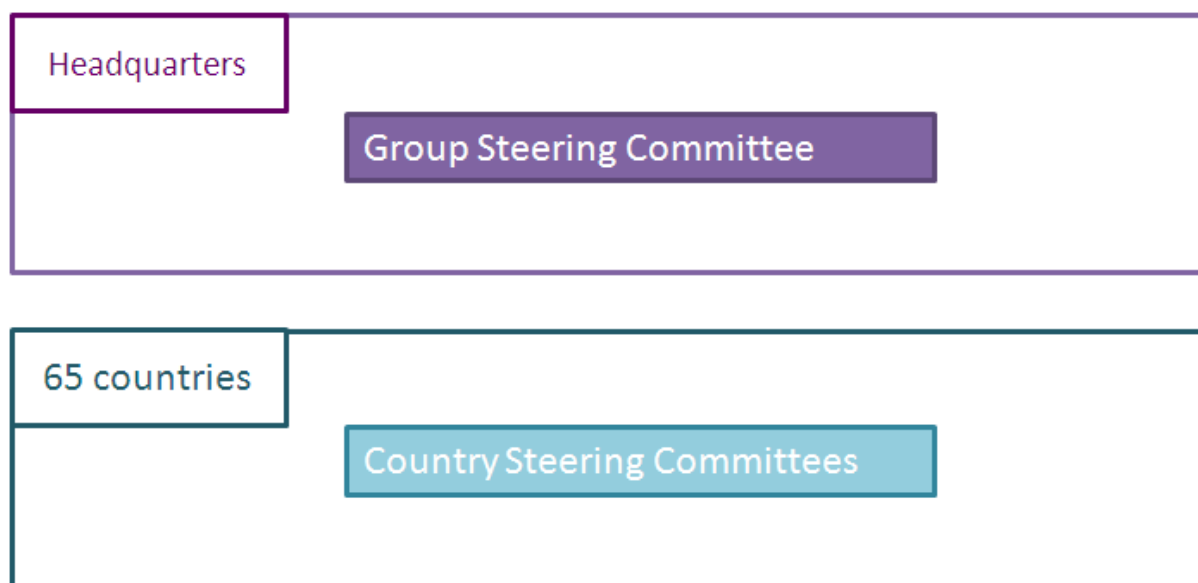 Headquarters
Group Steering Committee
65 countries
Country Steering Committees